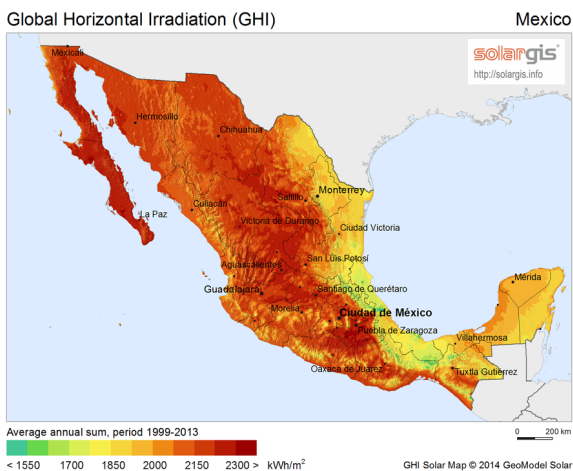 Global Horizontal Irradiation (GHI)
Mexico
solargis
http://solargis.info
Mexicali
Hermosillo
Chihuahua
Monterrey
Saltillo
Culiacán
La Paz
Victoria de Durango
Ciudad Victoria
San Luis Potosí
Aguascalientes
Mérida
Guadalajara
Santiago de Querétaro
Morelia
Ciudad de México
Puebla de Zaragoza
Villahermosa
Oaxaca de Juárez
Tuxtla Gutiérrez
Average annual sum, period 1999-2013
0 200 km
< 1550 1700 1850 2000 2150 2300 > kWh/m²
GHI Solar Map © 2014 GeoModel Solar